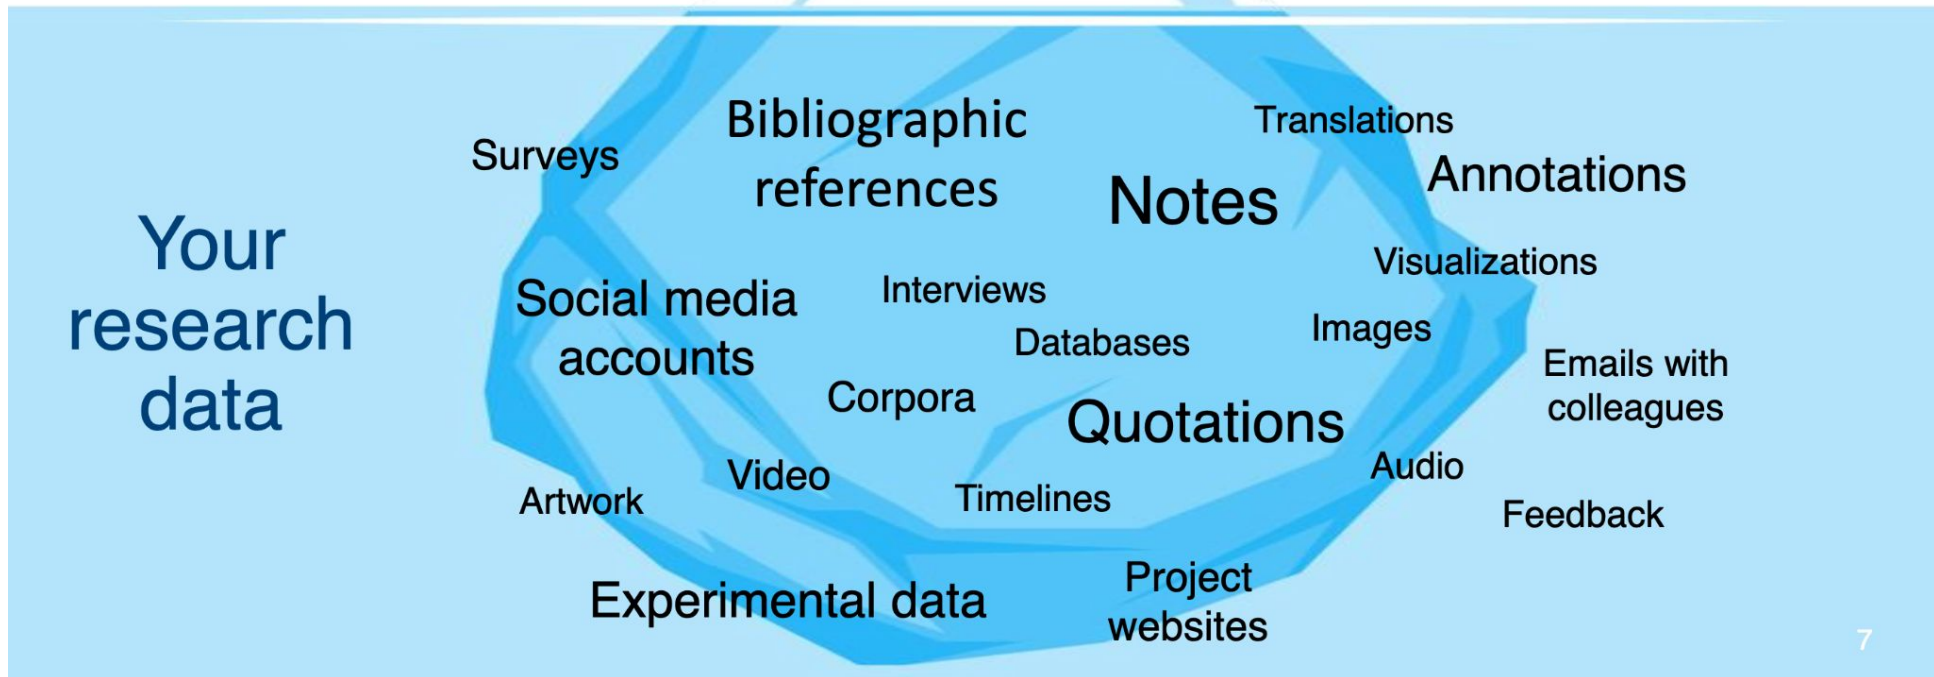 Your
research
data
Surveys
Bibliographic
references
Translations
Notes
Annotations
Social media
accounts
Interviews
Visualizations
Databases
Images
Corpora
Quotations
Emails with
colleagues
Video
Timelines
Audio
Artwork
Feedback
Experimental data
Project
websites
7